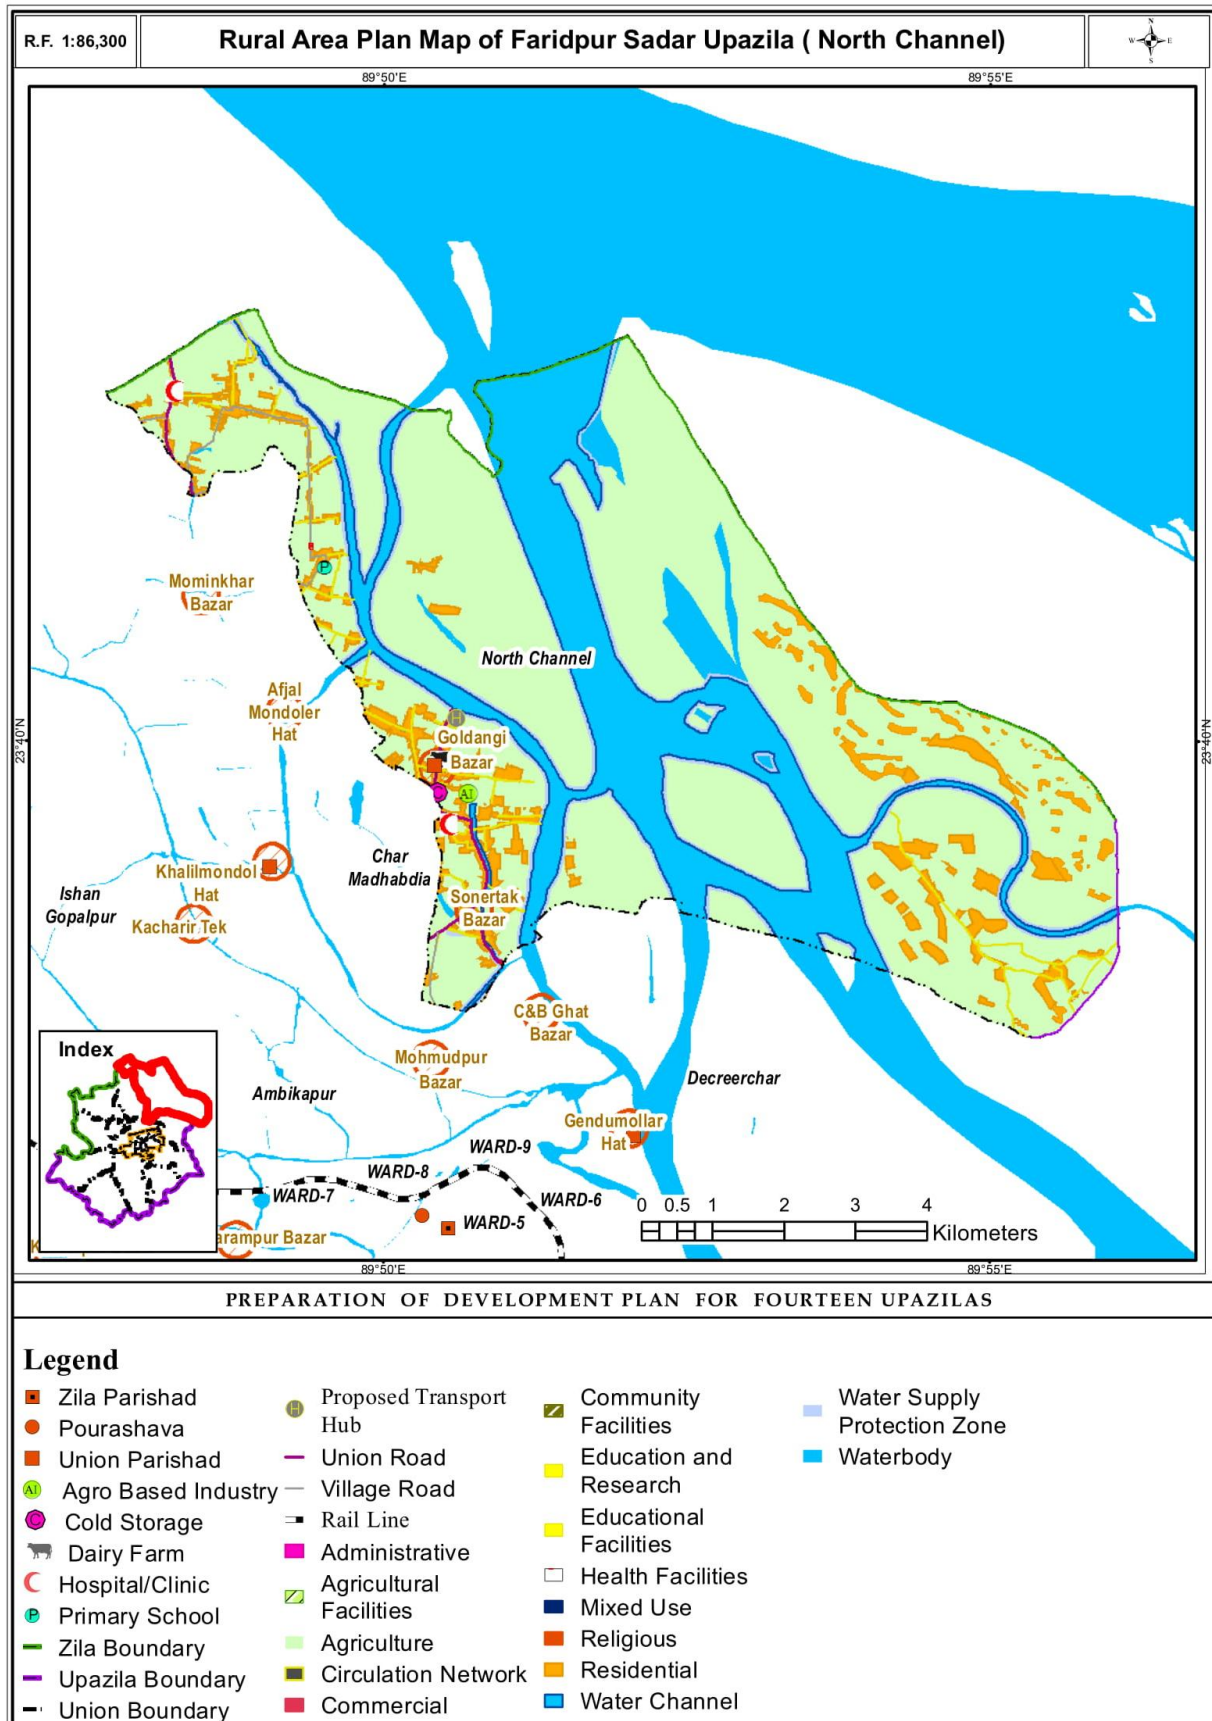 R.F. 1:86,300
Rural Area Plan Map of Faridpur Sadar Upazila ( North Channel)
N
W
E
S
89°50'E
89°55'E
23°40'N
23°40'N
Mominkhar
Bazar
North Channel
Afjal
Mondoler
Hat
H
Goldangi
Bazar
C
AI
P
Char
Madhabdia
Khalilmondol
Hat
Ishan
Gopalpur
Kacharir Tek
Sonertak
Bazar
C&B Ghat
Bazar
Index
Mohmudpur
Bazar
Decreerchar
Ambikapur
Gendumollar
Hat
WARD-9
WARD-8
WARD-7
WARD-6
WARD-5
arampur Bazar
0 0.5 1 2 3 4
Kilometers
89°50'E
89°55'E
PREPARATION OF DEVELOPMENT PLAN FOR FOURTEEN UPAZILAS
Legend
Zila Parishad
Pourashava
Union Parishad
AI Agro Based Industry
C Cold Storage
Dairy Farm
Hospital/Clinic
P Primary School
Zila Boundary
Upazila Boundary
Union Boundary
H Proposed Transport
Hub
Union Road
Village Road
Rail Line
Administrative
Agricultural
Facilities
Agriculture
Circulation Network
Commercial
Community
Facilities
Education and
Research
Educational
Facilities
Health Facilities
Mixed Use
Religious
Residential
Water Channel
Water Supply
Protection Zone
Waterbody